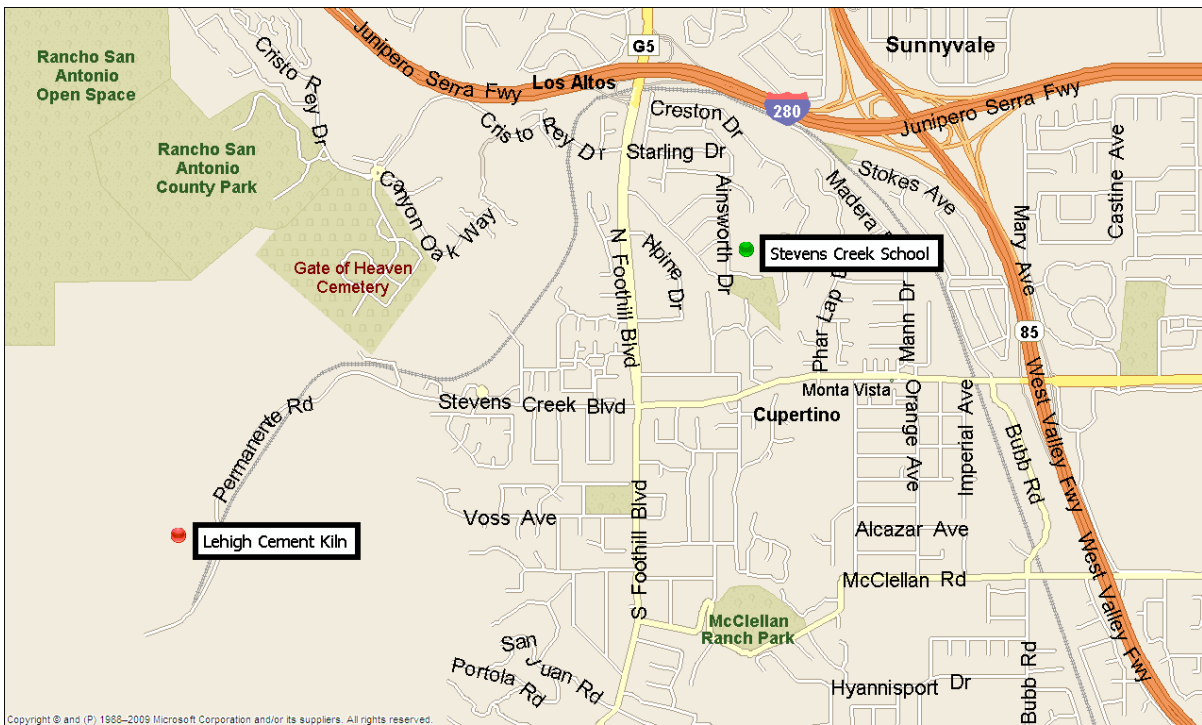 Rancho San
Antonio
Open Space
Cristo Rey Dr
Junipero Serra Fwy
G5
Los Altos
Sunnyvale
280
Junipero Serra Fwy
Cristo Rey Dr
Creston Dr
Starling Dr
Rancho San
Antonio
County Park
Canyon Oak Way
Stokes Ave
Castine Ave
Madera
Ainsworth Dr
Mary Ave
N Foothill Blvd
Alpine Dr
Stevens Creek School
Gate of Heaven
Cemetery
Phar Lap D
Mann Dr
85
West Valley Fwy
Permanente Rd
Stevens Creek Blvd
Monta Vista
Cupertino
Orange Ave
Imperial Ave
Bubb Rd
Voss Ave
S Foothill Blvd
Lehigh Cement Kiln
Alcazar Ave
West Valley Fwy
McClellan Rd
McClellan
Ranch Park
San Juan Rd
Portola Rd
Hyannisport Dr
Bubb Rd
Copyright © and (P) 1988–2009 Microsoft Corporation and/or its suppliers. All rights reserved.